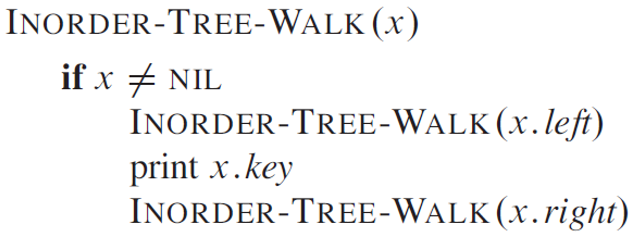 INORDER-TREE-WALK(x)
if x ≠ NIL
INORDER-TREE-WALK(x.left)
print x.key
INORDER-TREE-WALK(x.right)